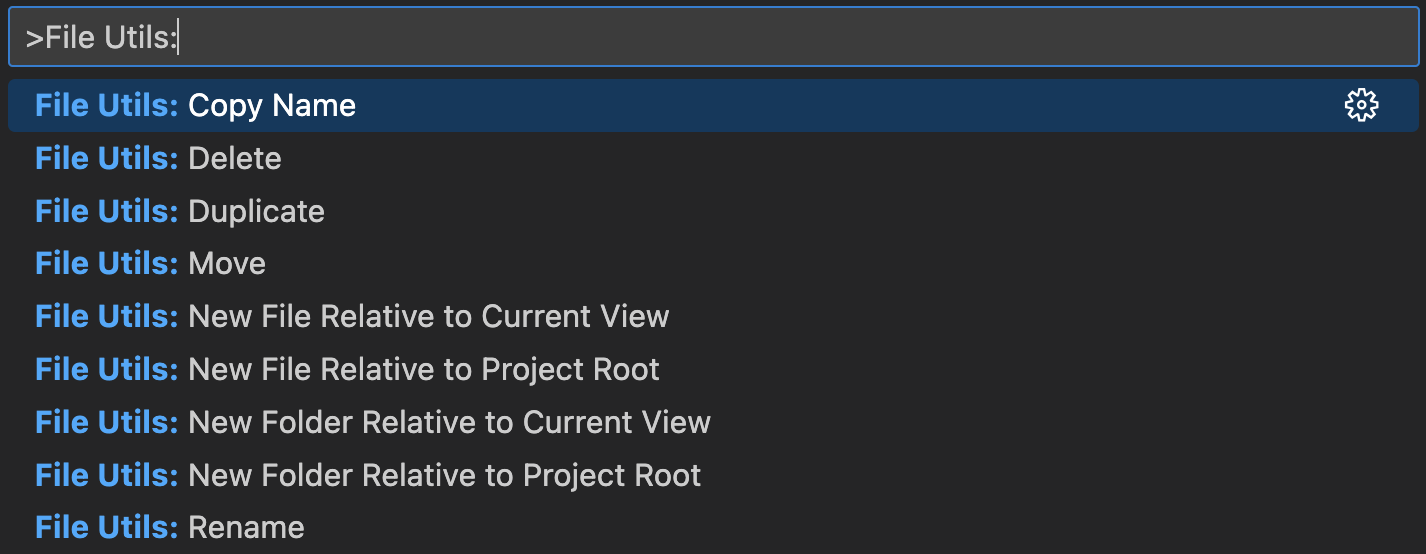 >File Utils:
File Utils: Copy Name
File Utils: Delete
File Utils: Duplicate
File Utils: Move
File Utils: New File Relative to Current View
File Utils: New File Relative to Project Root
File Utils: New Folder Relative to Current View
File Utils: New Folder Relative to Project Root
File Utils: Rename